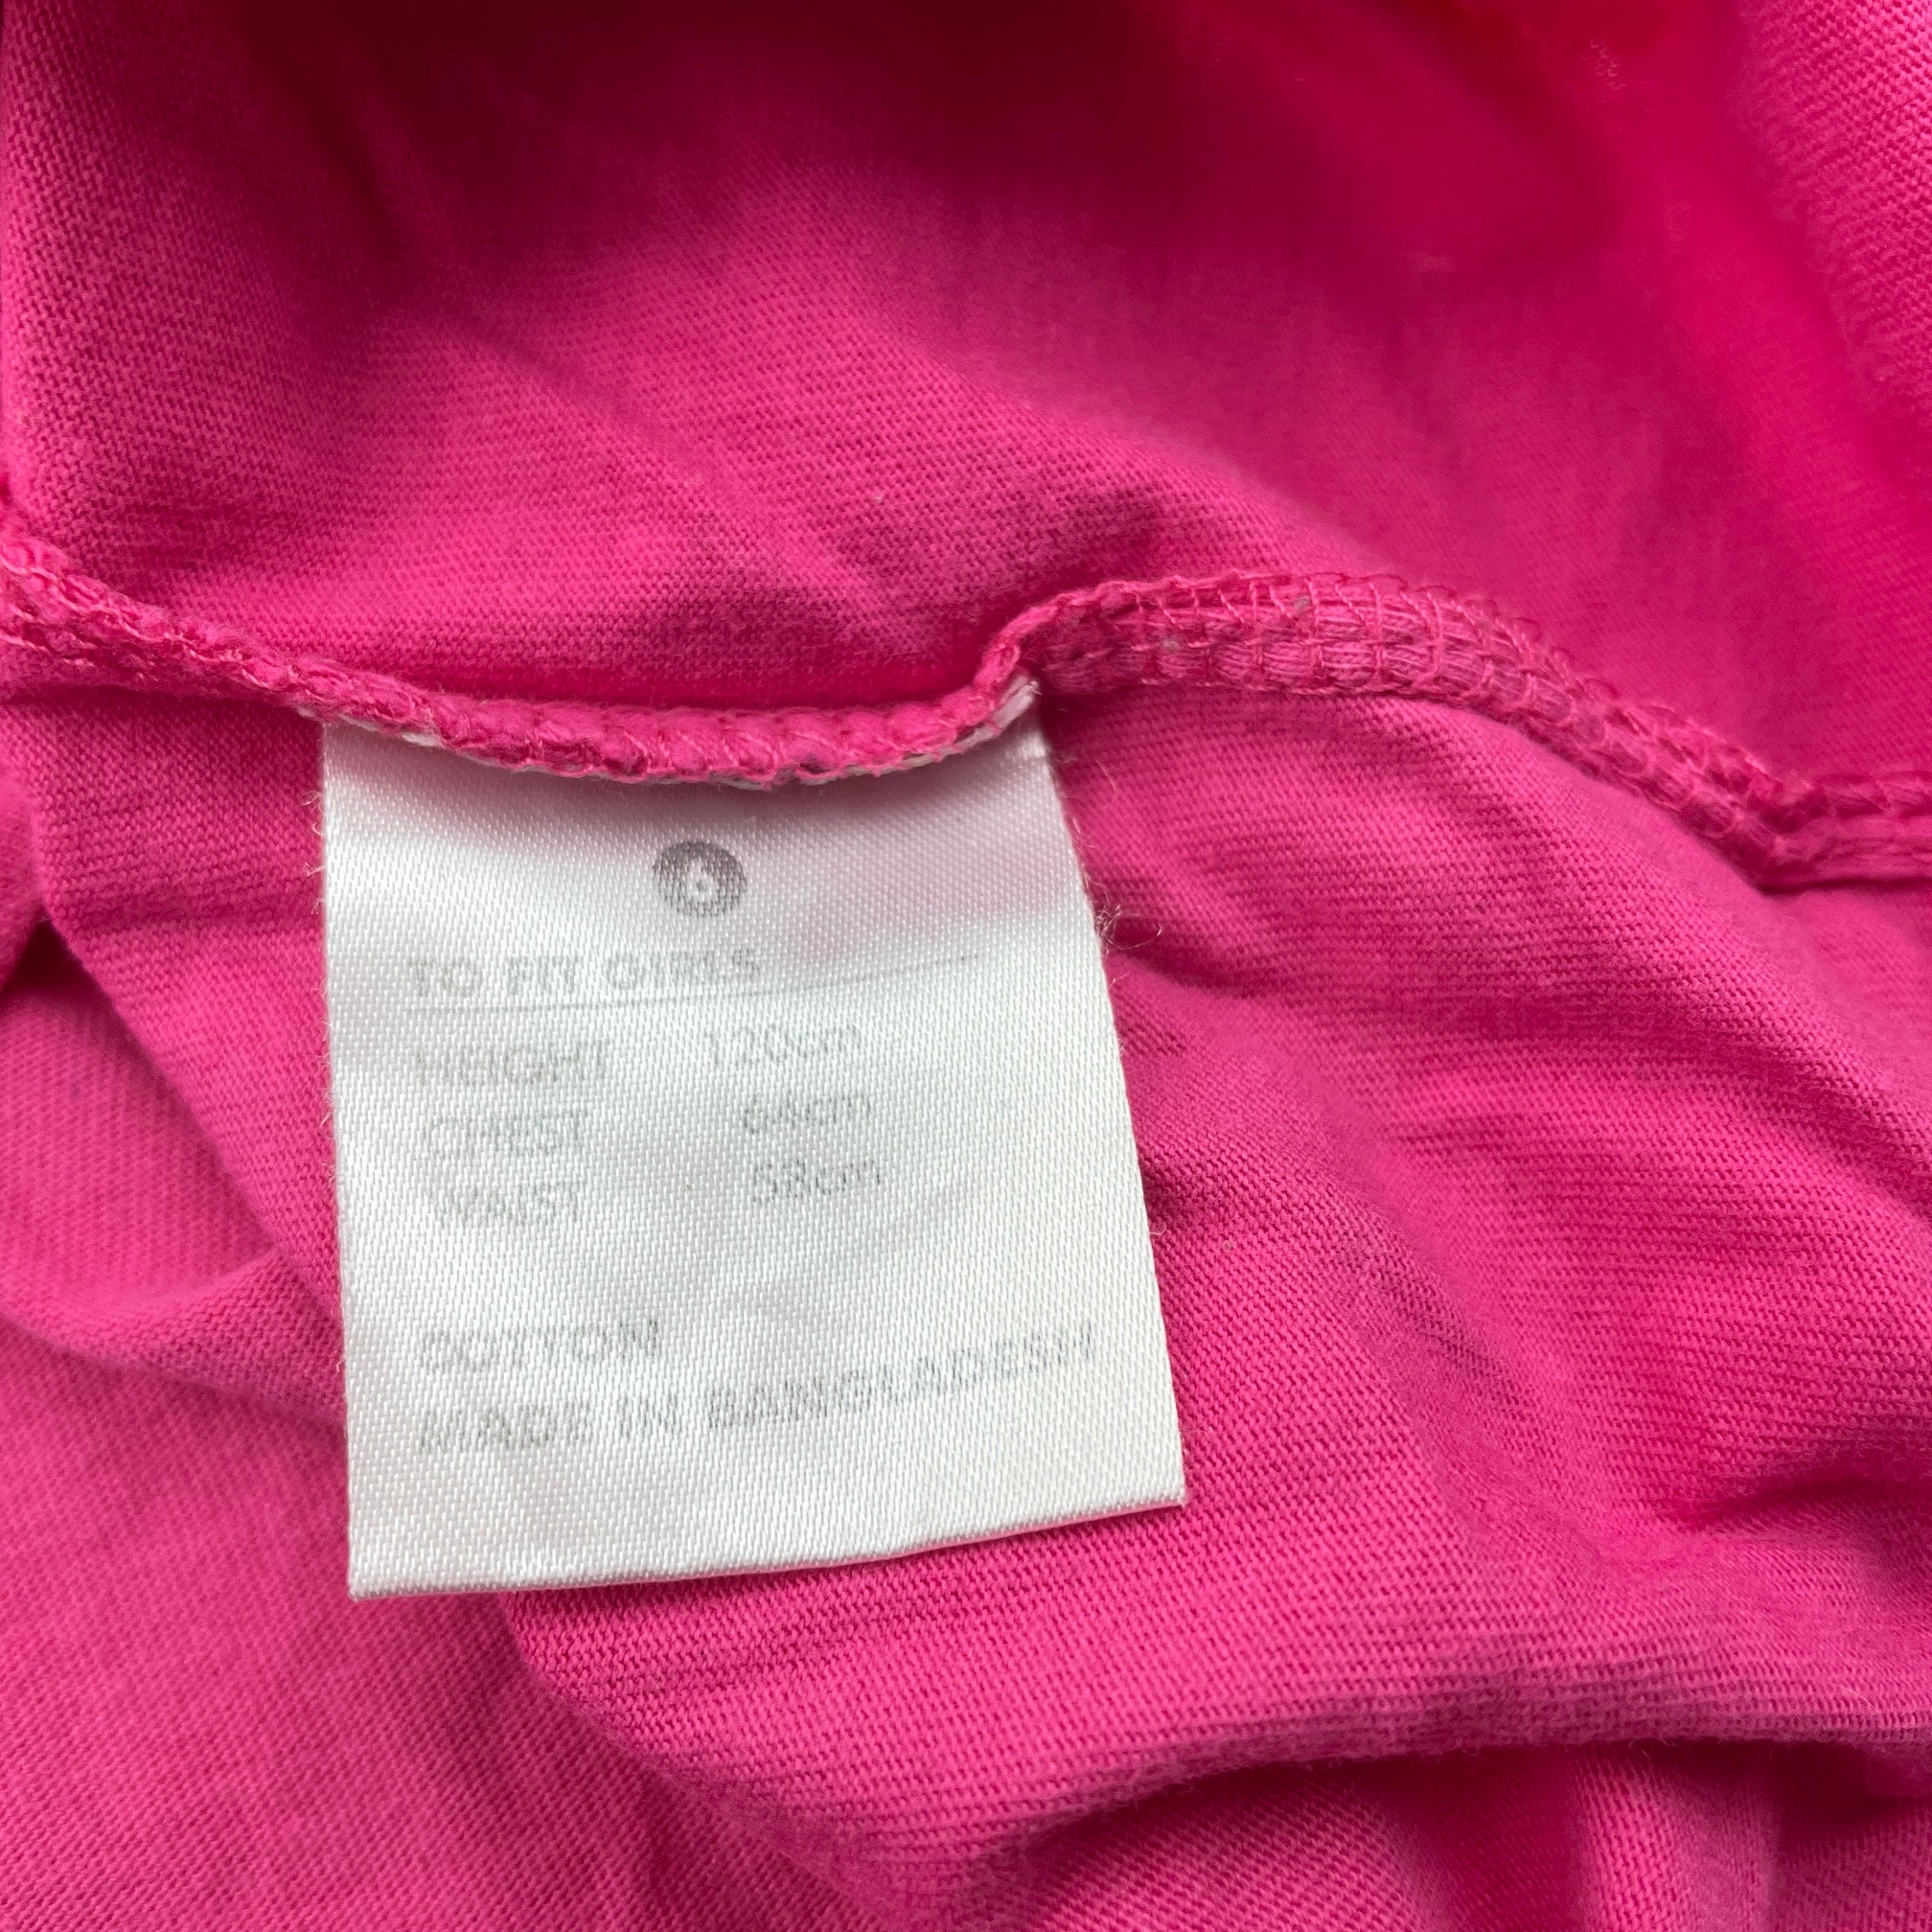 6
TO FIT GIRLS
HEIGHT 120cm
CHEST 64cm
WAIST 58cm
COTTON
MADE IN BANGLADESH